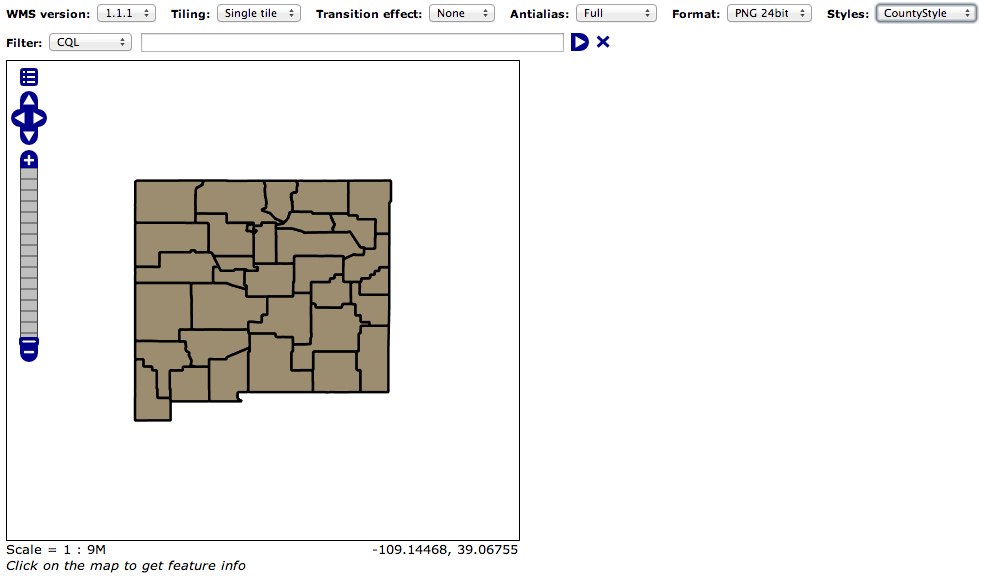 WMS version: 1.1.1 Tiling: Single tile Transition effect: None Antialias: Full Format: PNG 24bit Styles: CountyStyle
Filter: CQL
Scale = 1 : 9M -109.14468, 39.06755
Click on the map to get feature info